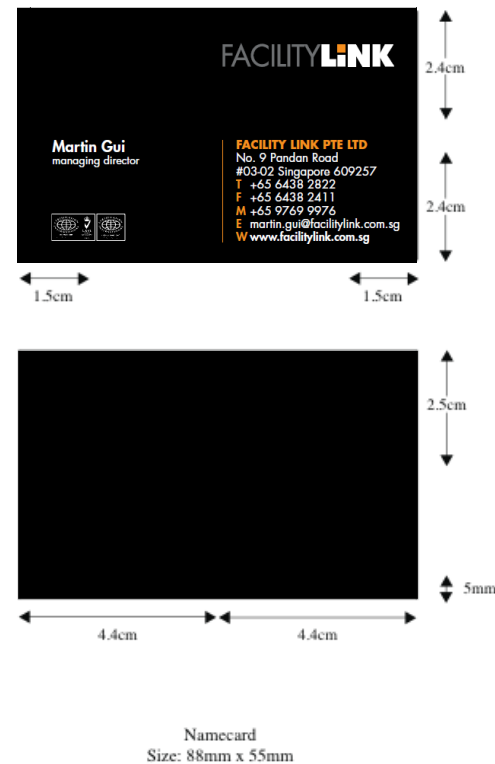 FACILITYLiNK
2.4cm
Martin Gui
managing director
FACILITY LINK PTE LTD
No. 9 Pandan Road
#03-02 Singapore 609257
T +65 6438 2822
F +65 6438 2411
M +65 9769 9976
E martin.gui@facilitylink.com.sg
W www.facilitylink.com.sg
2.4cm
1.5cm
1.5cm
2.5cm
5mm
4.4cm
4.4cm
Namecard
Size: 88mm x 55mm